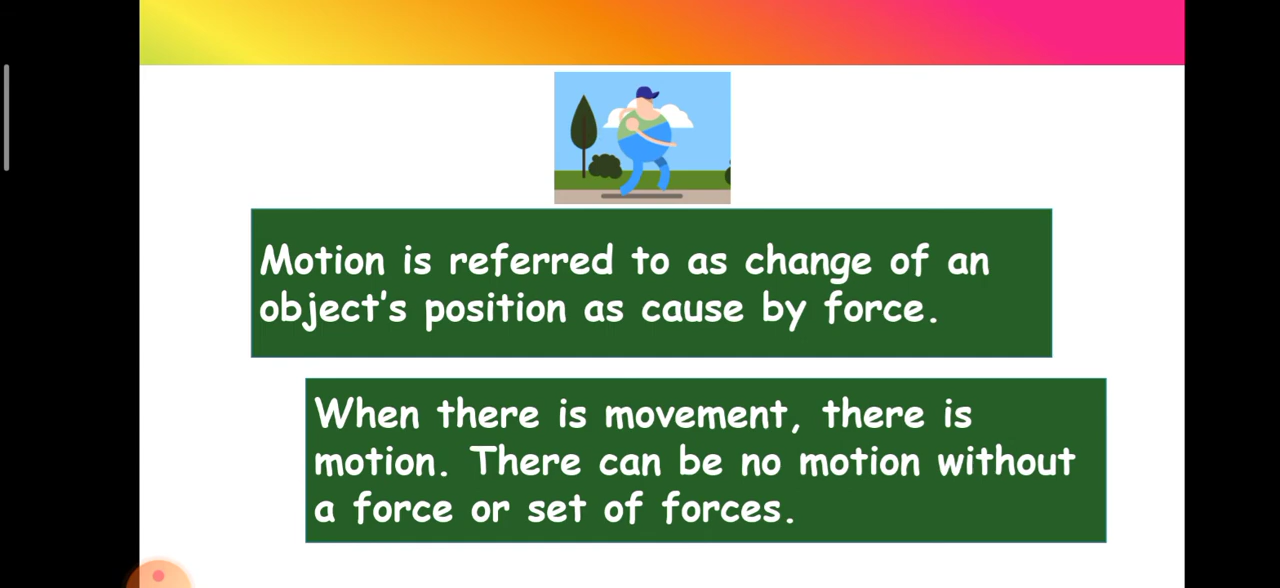 Motion is referred to as change of an
object's position as cause by force.
When there is movement, there is
motion. There can be no motion without
a force or set of forces.